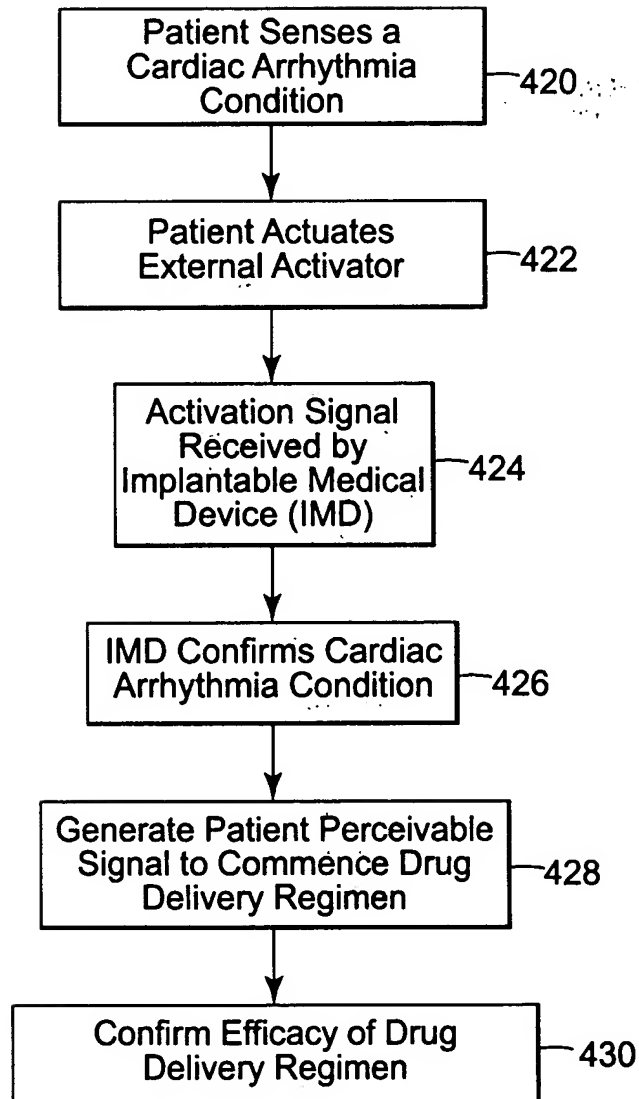 Patient Senses a
Cardiac Arrhythmia
Condition
420
Patient Actuates
External Activator
422
Activation Signal
Received by
Implantable Medical
Device (IMD)
424
IMD Confirms Cardiac
Arrhythmia Condition
426
Generate Patient Perceivable
Signal to Commence Drug
Delivery Regimen
428
Confirm Efficacy of Drug
Delivery Regimen
430